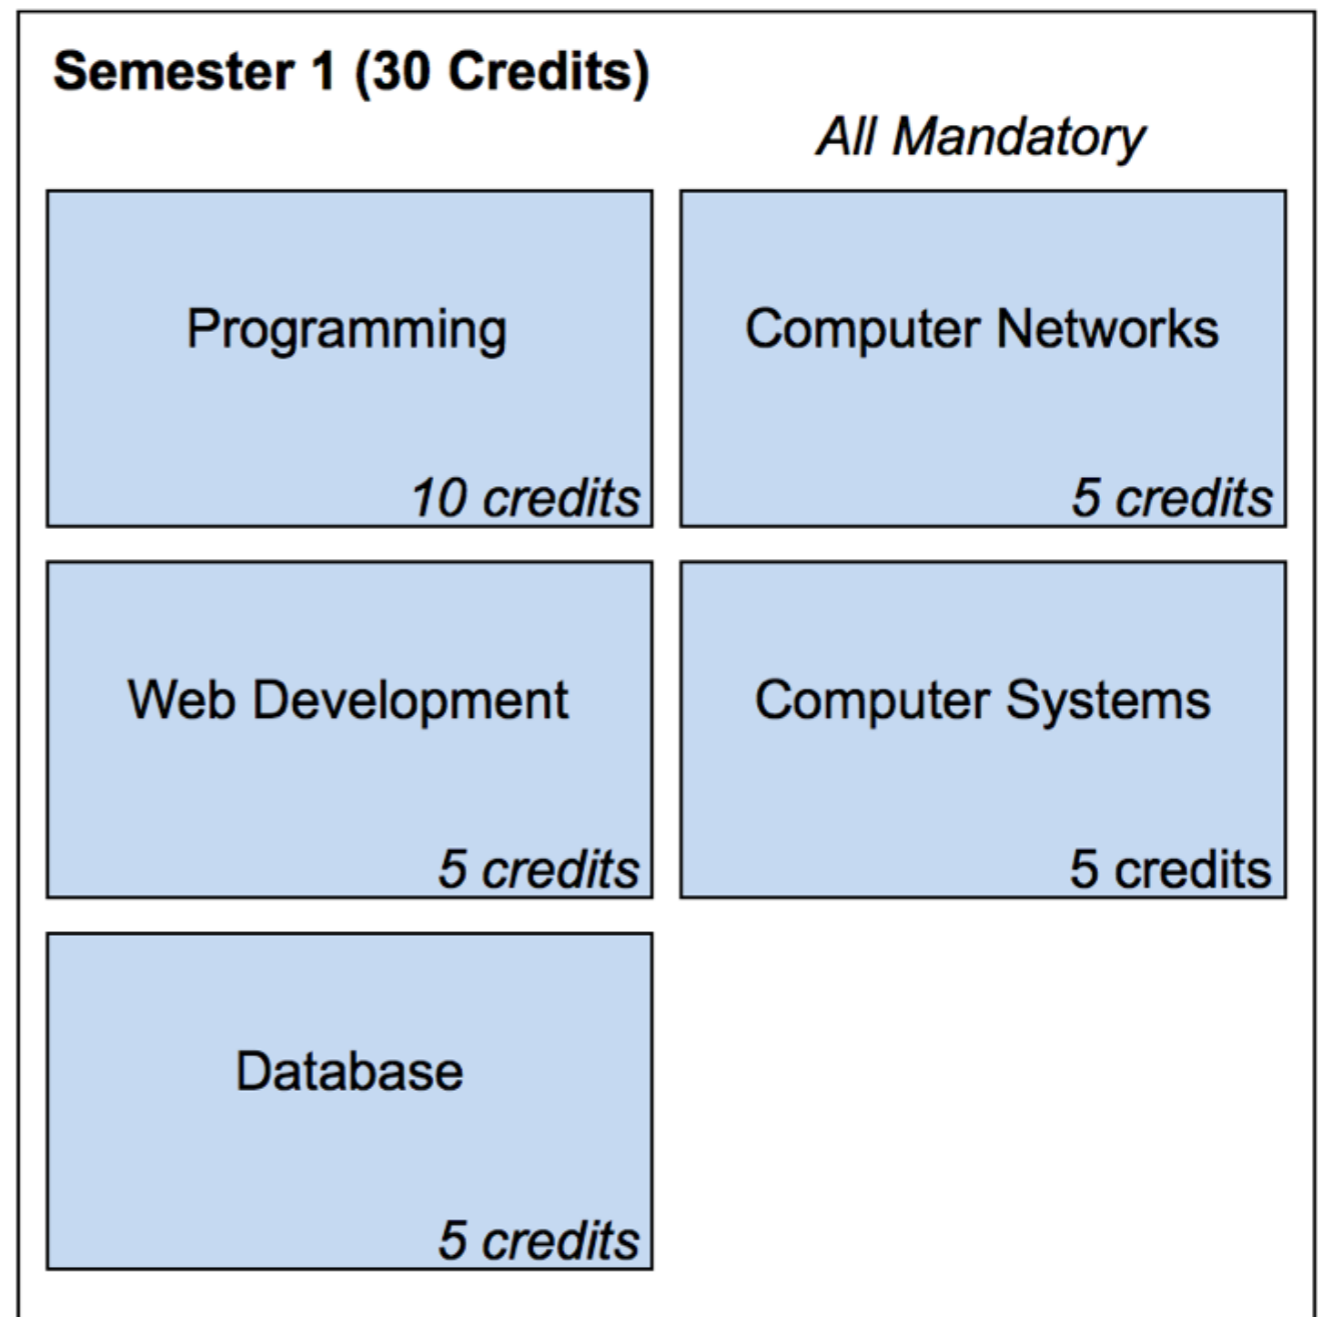 Semester 1 (30 Credits)
All Mandatory
Programming
10 credits
Computer Networks
5 credits
Web Development
5 credits
Computer Systems
5 credits
Database
5 credits